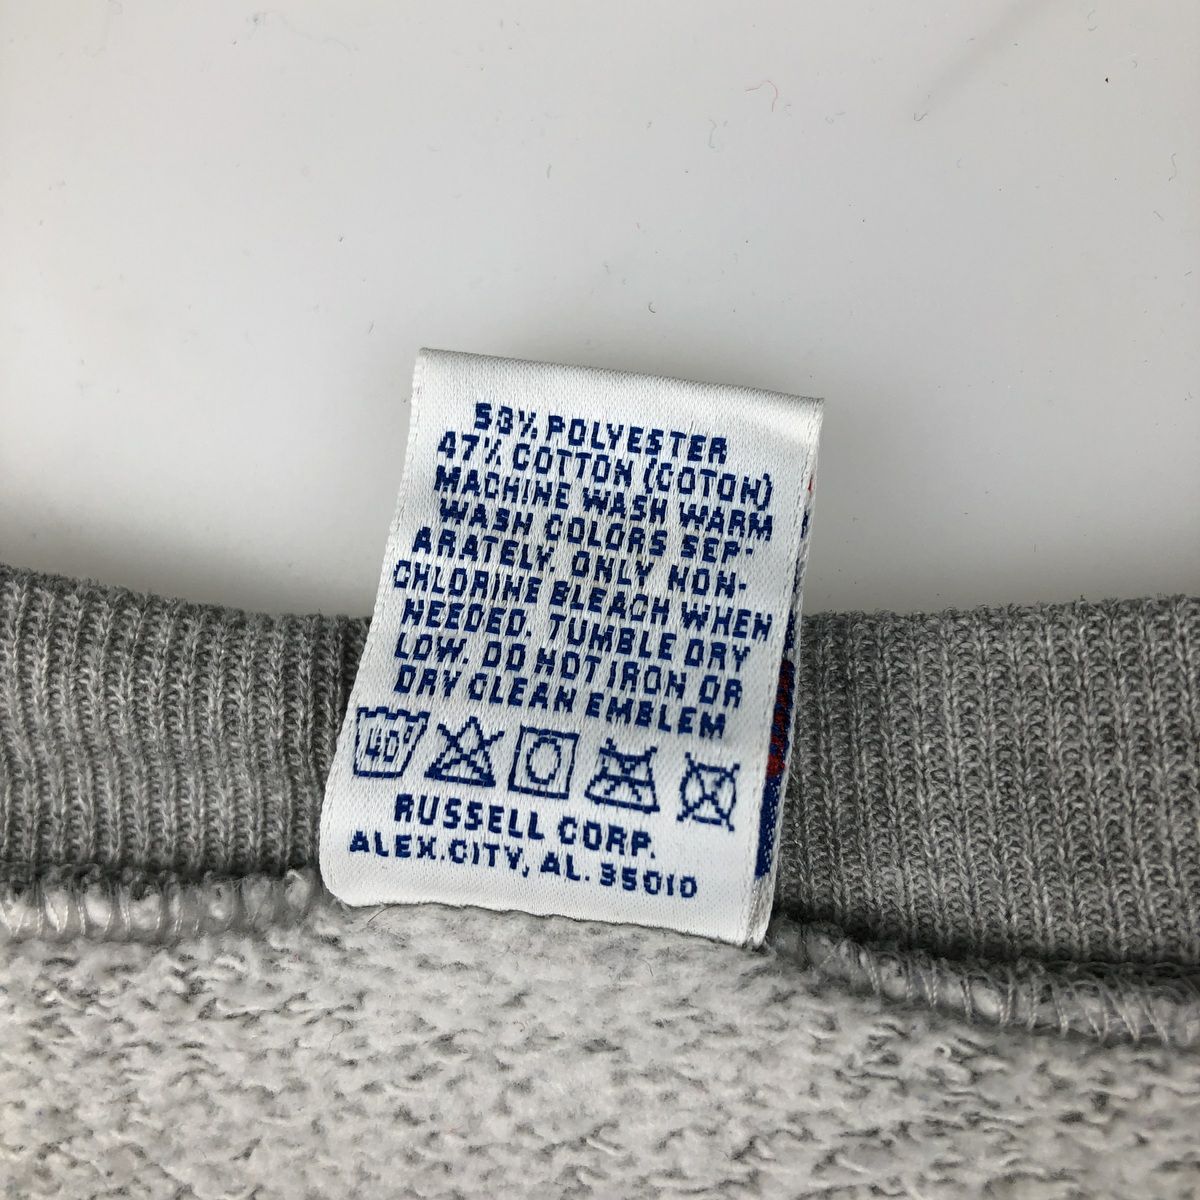 53% POLYESTER
47% COTTON (COTON)
MACHINE WASH WARM
WASH COLORS SEP-
ARATELY. ONLY NON-
CHLORINE BLEACH WHEN
NEEDED. TUMBLE DRY
LOW. DO NOT IRON OR
DRY CLEAN EMBLEM
40°
RUSSELL CORP.
ALEX.CITY, AL. 35010